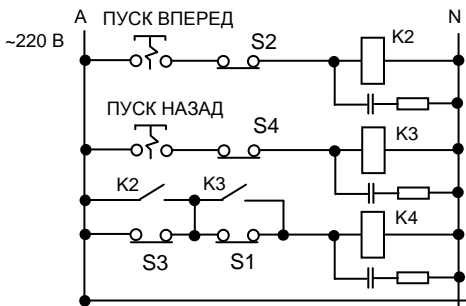 A ПУСК ВПЕРЕД N
~220 В S2 K2
ПУСК НАЗАД
S4 K3
K2 K3
K4
S3 S1